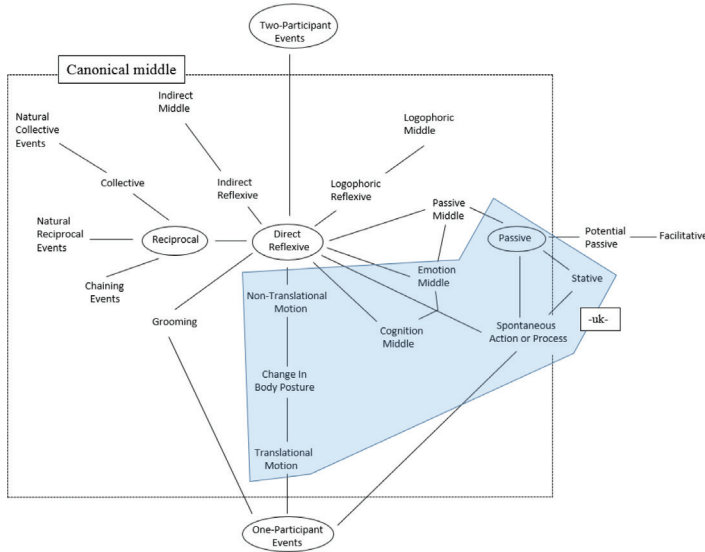 Two-Participant
Events
Canonical middle
Indirect
Middle
Natural
Collective
Events
Logophoric
Middle
Collective
Indirect
Reflexive
Logophoric
Reflexive
Passive
Middle
Natural
Reciprocal
Events
Reciprocal
Direct
Reflexive
Passive
Potential
Passive
Facilitative
Chaining
Events
Emotion
Middle
Stative
Non-Translational
Motion
Grooming
Cognition
Middle
Spontaneous
Action or Process
-uk-
Change In
Body Posture
Translational
Motion
One-Participant
Events